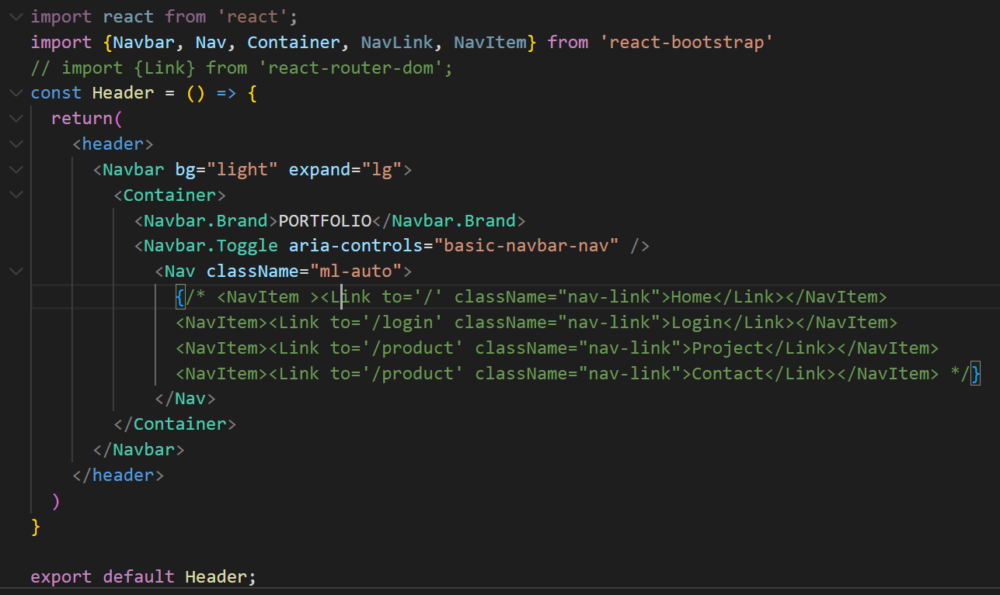 import react from 'react';
import {Navbar, Nav, Container, NavLink, NavItem} from 'react-bootstrap'
// import {Link} from 'react-router-dom';
const Header = () => {
return(
<header>
<Navbar bg="light" expand="lg">
<Container>
<Navbar.Brand>PORTFOLIO</Navbar.Brand>
<Navbar.Toggle aria-controls="basic-navbar-nav" />
<Nav className="ml-auto">
{/* <NavItem ><Link to='/' className="nav-link">Home</Link></NavItem>
<NavItem><Link to='/login' className="nav-link">Login</Link></NavItem>
<NavItem><Link to='/product' className="nav-link">Project</Link></NavItem>
<NavItem><Link to='/product' className="nav-link">Contact</Link></NavItem> */}
</Nav>
</Container>
</Navbar>
</header>
)
}
export default Header;